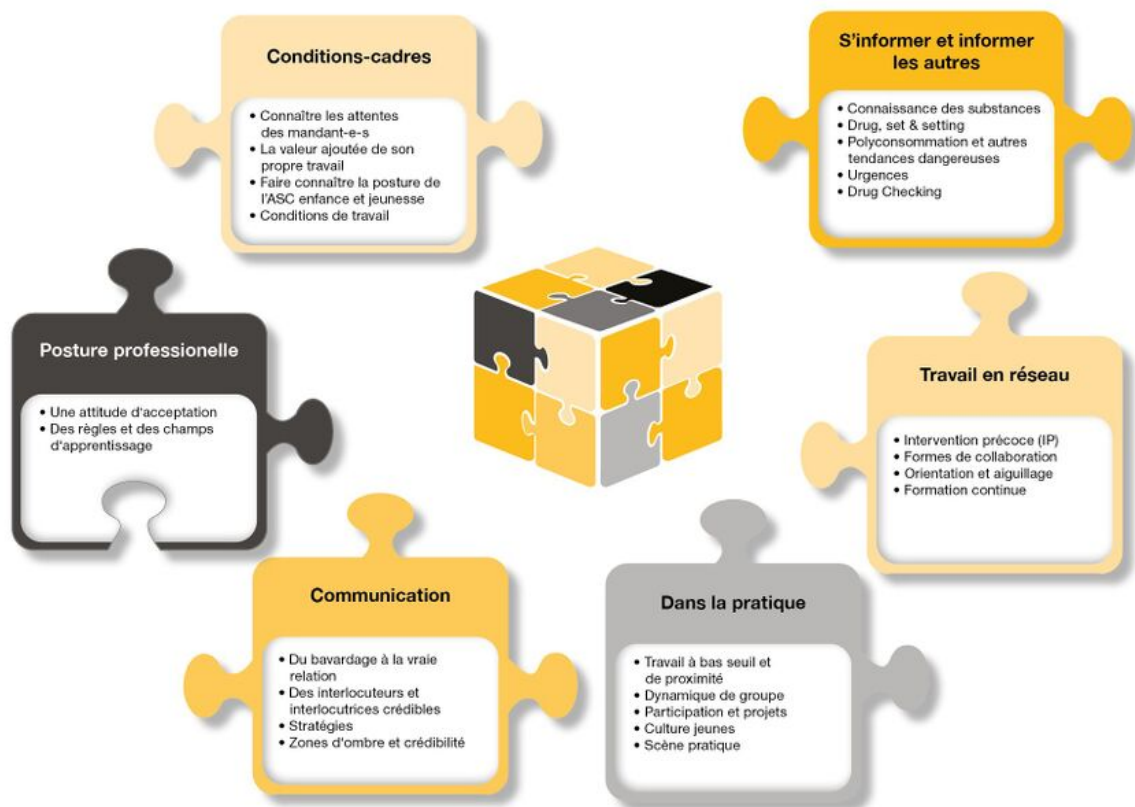 Conditions-cadres
• Connaître les attentes
des mandant-e-s
• La valeur ajoutée de son
propre travail
• Faire connaître la posture de
l'ASC enfance et jeunesse
• Conditions de travail
S'informer et informer
les autres
• Connaissance des substances
• Drug, set & setting
• Polyconsommation et autres
tendances dangereuses
• Urgences
• Drug Checking
Posture professionelle
• Une attitude d'acceptation
• Des règles et des champs
d'apprentissage
Travail en réseau
• Intervention précoce (IP)
• Formes de collaboration
• Orientation et aiguillage
• Formation continue
Communication
• Du bavardage à la vraie
relation
• Des interlocuteurs et
interlocutrices crédibles
• Stratégies
• Zones d'ombre et crédibilité
Dans la pratique
• Travail à bas seuil et
de proximité
• Dynamique de groupe
• Participation et projets
• Culture jeunes
• Scène pratique